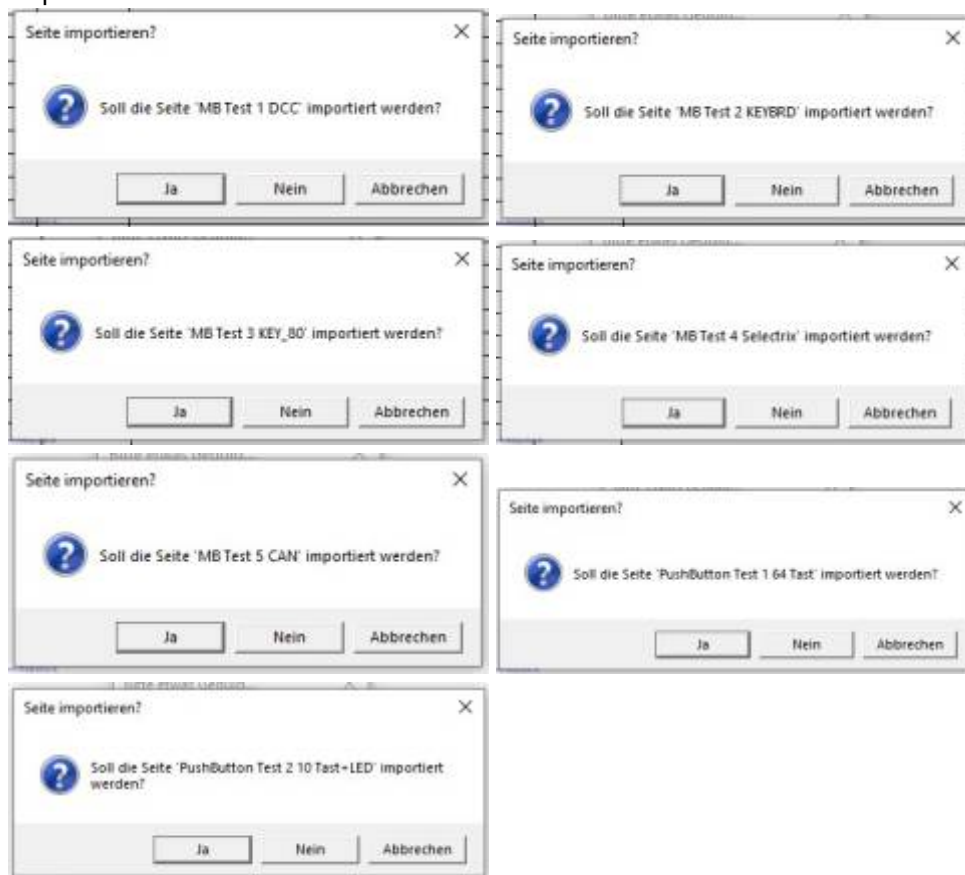 Seite importieren?
Soll die Seite 'MB Test 1 DCC' importiert werden?
Ja Nein Abbrechen
Seite importieren?
Soll die Seite 'MB Test 2 KEYBRD' importiert werden?
Ja Nein Abbrechen
Seite importieren?
Soll die Seite 'MB Test 3 KEY_80' importiert werden?
Ja Nein Abbrechen
Seite importieren?
Soll die Seite 'MB Test 4 Selectrix' importiert werden?
Ja Nein Abbrechen
Seite importieren?
Soll die Seite 'MB Test 5 CAN' importiert werden?
Ja Nein Abbrechen
Seite importieren?
Soll die Seite 'PushButton Test 1 64 Tast' importiert werden?
Ja Nein Abbrechen
Seite importieren?
Soll die Seite 'PushButton Test 2 10 Tast+LED' importiert
werden?
Ja Nein Abbrechen